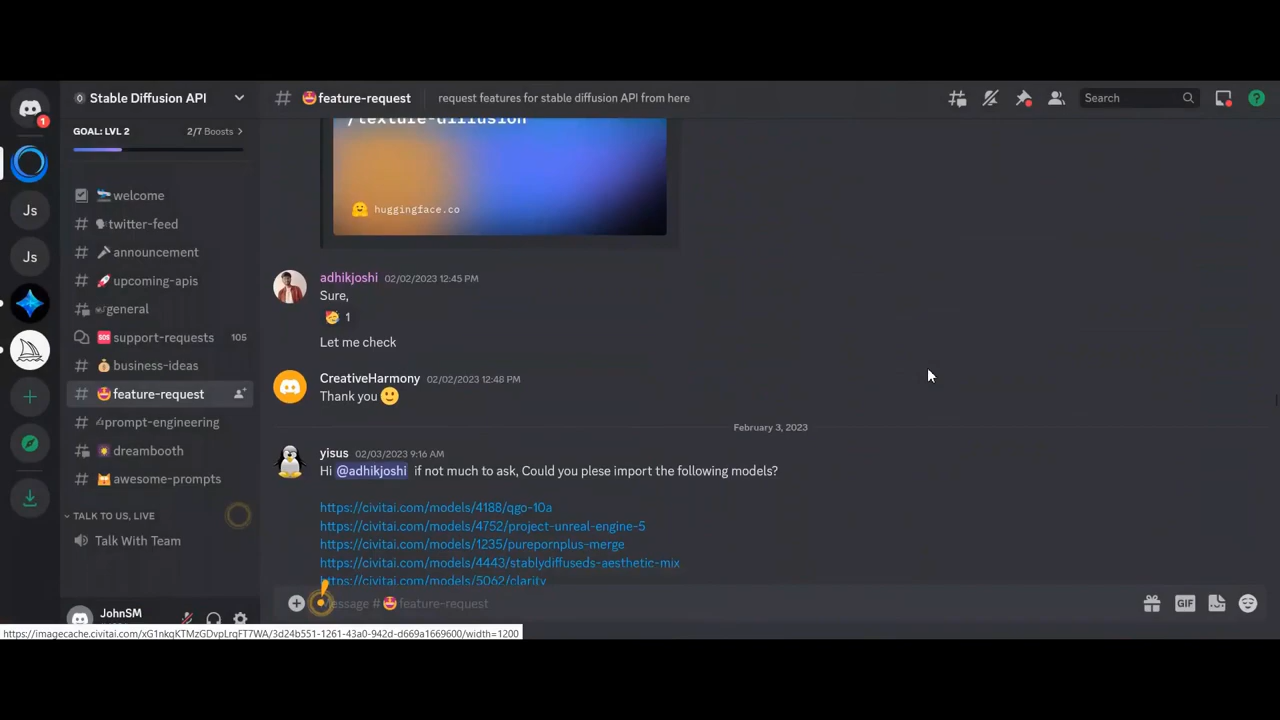 Stable Diffusion API
feature-request
request features for stable diffusion API from here
Search
1
GOAL: LVL 2
2/7 Boosts
/texture-diffusion
huggingface.co
welcome
twitter-feed
announcement
upcoming-apis
general
support-requests 105
business-ideas
feature-request
prompt-engineering
dreambooth
awesome-prompts
TALK TO US, LIVE
Talk With Team
JohnSM
Js
Js
adhikjoshi 02/02/2023 12:45 PM
Sure,
1
Let me check
CreativeHarmony 02/02/2023 12:48 PM
Thank you
February 3, 2023
yisus 02/03/2023 9:16 AM
Hi @adhikjoshi if not much to ask, Could you plese import the following models?
https://civitai.com/models/4188/qgo-10a
https://civitai.com/models/4752/project-unreal-engine-5
https://civitai.com/models/1235/purepornplus-merge
https://civitai.com/models/4443/stablydiffuseds-aesthetic-mix
https://civitai.com/models/5062/clarity
Message # feature-request
GIF
https://imagecache.civitai.com/xG1nkqKTMzGDvpLrqFT7WA/3d24b551-1261-43a0-942d-d669a1669600/width=1200